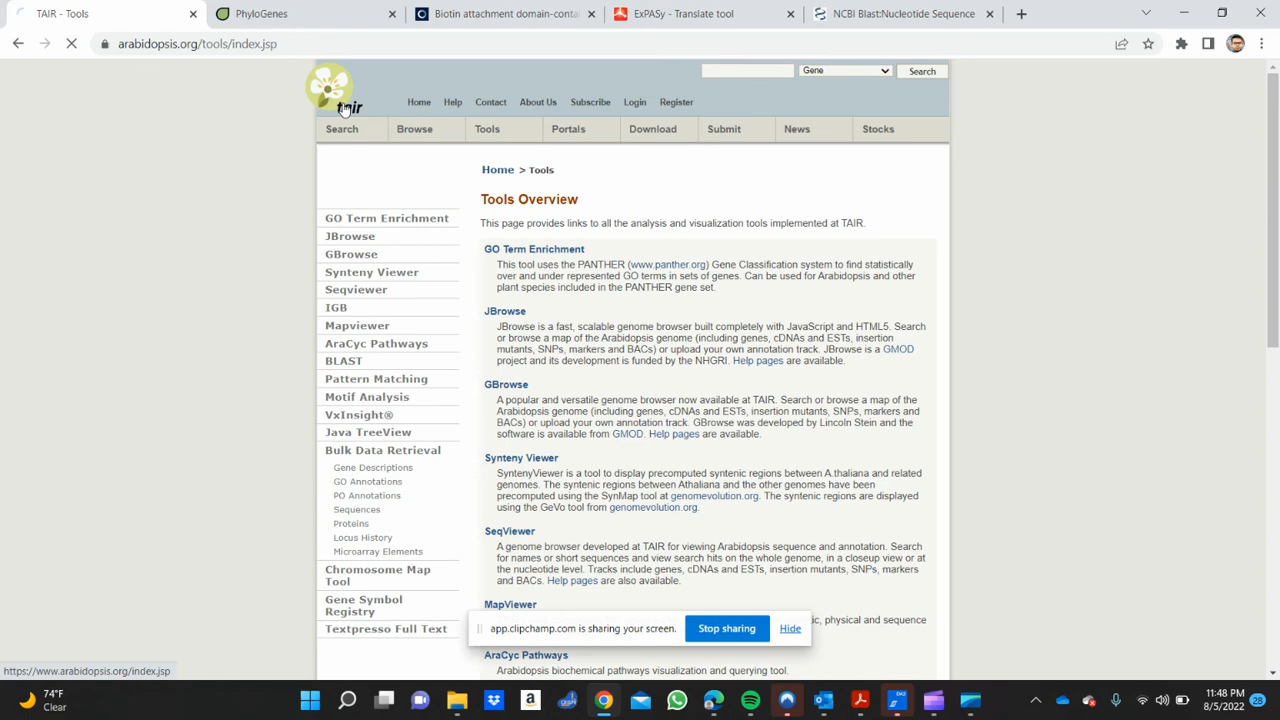 TAIR - Tools
PhyloGenes
Biotin attachment domain-conta
ExPASy - Translate tool
NCBI Blast:Nucleotide Sequence
arabidopsis.org/tools/index.jsp
Gene
Search
tair
Home Help Contact About Us Subscribe Login Register
Search Browse Tools Portals Download Submit News Stocks
Home > Tools
Tools Overview
This page provides links to all the analysis and visualization tools implemented at TAIR.
GO Term Enrichment
JBrowse
GBrowse
Synteny Viewer
Seqviewer
IGB
Mapviewer
AraCyc Pathways
BLAST
Pattern Matching
Motif Analysis
VxInsight®
Java TreeView
Bulk Data Retrieval
Gene Descriptions
GO Annotations
PO Annotations
Sequences
Proteins
Locus History
Microarray Elements
Chromosome Map
Tool
Gene Symbol
Registry
Textpresso Full Text
GO Term Enrichment
This tool uses the PANTHER (www.panther.org) Gene Classification system to find statistically
over and under represented GO terms in sets of genes. Can be used for Arabidopsis and other
plant species included in the PANTHER gene set.
JBrowse
JBrowse is a fast, scalable genome browser built completely with JavaScript and HTML5. Search
or browse a map of the Arabidopsis genome (including genes, cDNAs and ESTs, insertion
mutants, SNPs, markers and BACs) or upload your own annotation track. JBrowse is a GMOD
project and its development is funded by the NHGRI. Help pages are available.
GBrowse
A popular and versatile genome browser now available at TAIR. Search or browse a map of the
Arabidopsis genome (including genes, cDNAs and ESTs, insertion mutants, SNPs, markers and
BACs) or upload your own annotation track. GBrowse was developed by Lincoln Stein and the
software is available from GMOD. Help pages are available.
Synteny Viewer
SyntenyViewer is a tool to display precomputed syntenic regions between A.thaliana and related
genomes. The syntenic regions between Athaliana and the other genomes have been
precomputed using the SynMap tool at genomevolution.org. The syntenic regions are displayed
using the GeVo tool from genomevolution.org.
SeqViewer
A genome browser developed at TAIR for viewing Arabidopsis sequence and annotation. Search
for names or short sequences and view search hits on the whole genome, in a closeup view or at
the nucleotide level. Tracks include genes, cDNAs and ESTs, insertion mutants, SNPs, markers
and BACs. Help pages are also available.
MapViewer
physical and sequence
app.clipchamp.com is sharing your screen. Stop sharing Hide
AraCyc Pathways
Arabidopsis biochemical pathways visualization and querying tool.
https://www.arabidopsis.org/index.jsp
74°F
Clear
11:48 PM
8/5/2022
28